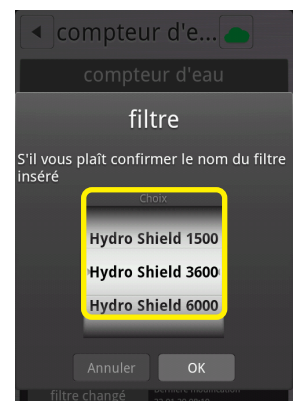 compteur d'e...
compteur d'eau
filtre
S'il vous plaît confirmer le nom du filtre
inséré
Choix
Hydro Shield 1500
Hydro Shield 3600
Hydro Shield 6000
Annuler
OK
filtre changé